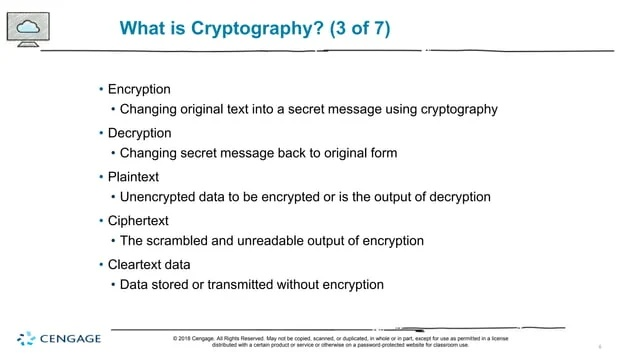 What is Cryptography? (3 of 7)
• Encryption
• Changing original text into a secret message using cryptography
• Decryption
• Changing secret message back to original form
• Plaintext
• Unencrypted data to be encrypted or is the output of decryption
• Ciphertext
• The scrambled and unreadable output of encryption
• Cleartext data
• Data stored or transmitted without encryption
CENGAGE
© 2018 Cengage. All Rights Reserved. May not be copied, scanned, or duplicated, in whole or in part, except for use as permitted in a license
distributed with a certain product or service or otherwise on a password-protected website for classroom use.